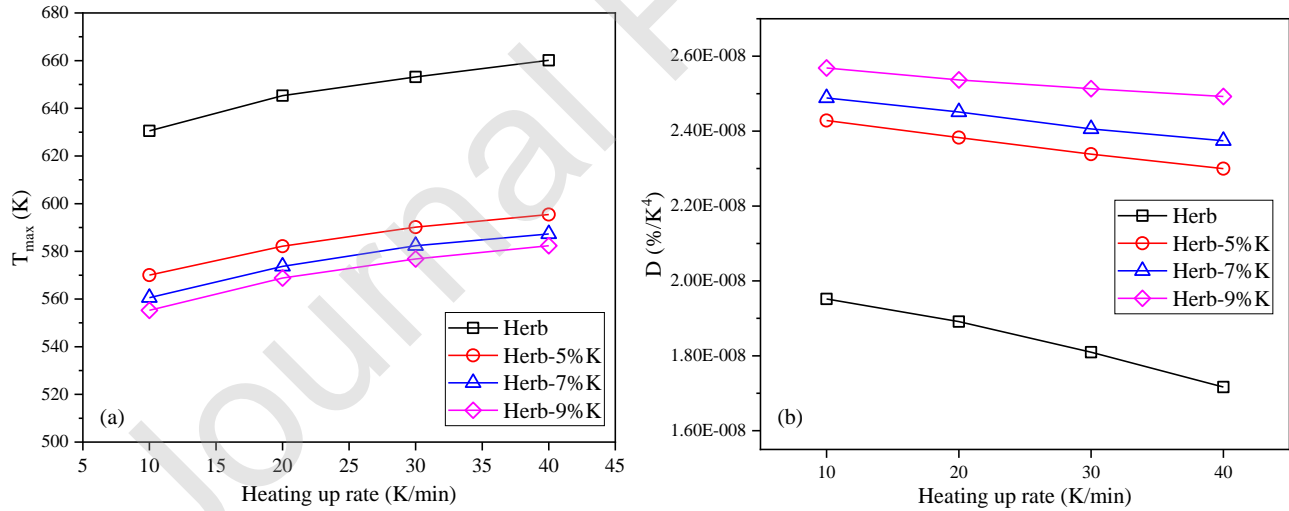 680
660
640
620
600
580
560
540
520
500
T_max (K)
Herb
Herb-5%K
Herb-7%K
Herb-9%K
(a)
5 10 15 20 25 30 35 40 45
Heating up rate (K/min)
2.60E-008
2.40E-008
2.20E-008
2.00E-008
1.80E-008
1.60E-008
D (%/K⁴)
Herb
Herb-5%K
Herb-7%K
Herb-9%K
(b)
10 20 30 40
Heating up rate (K/min)
Journal P